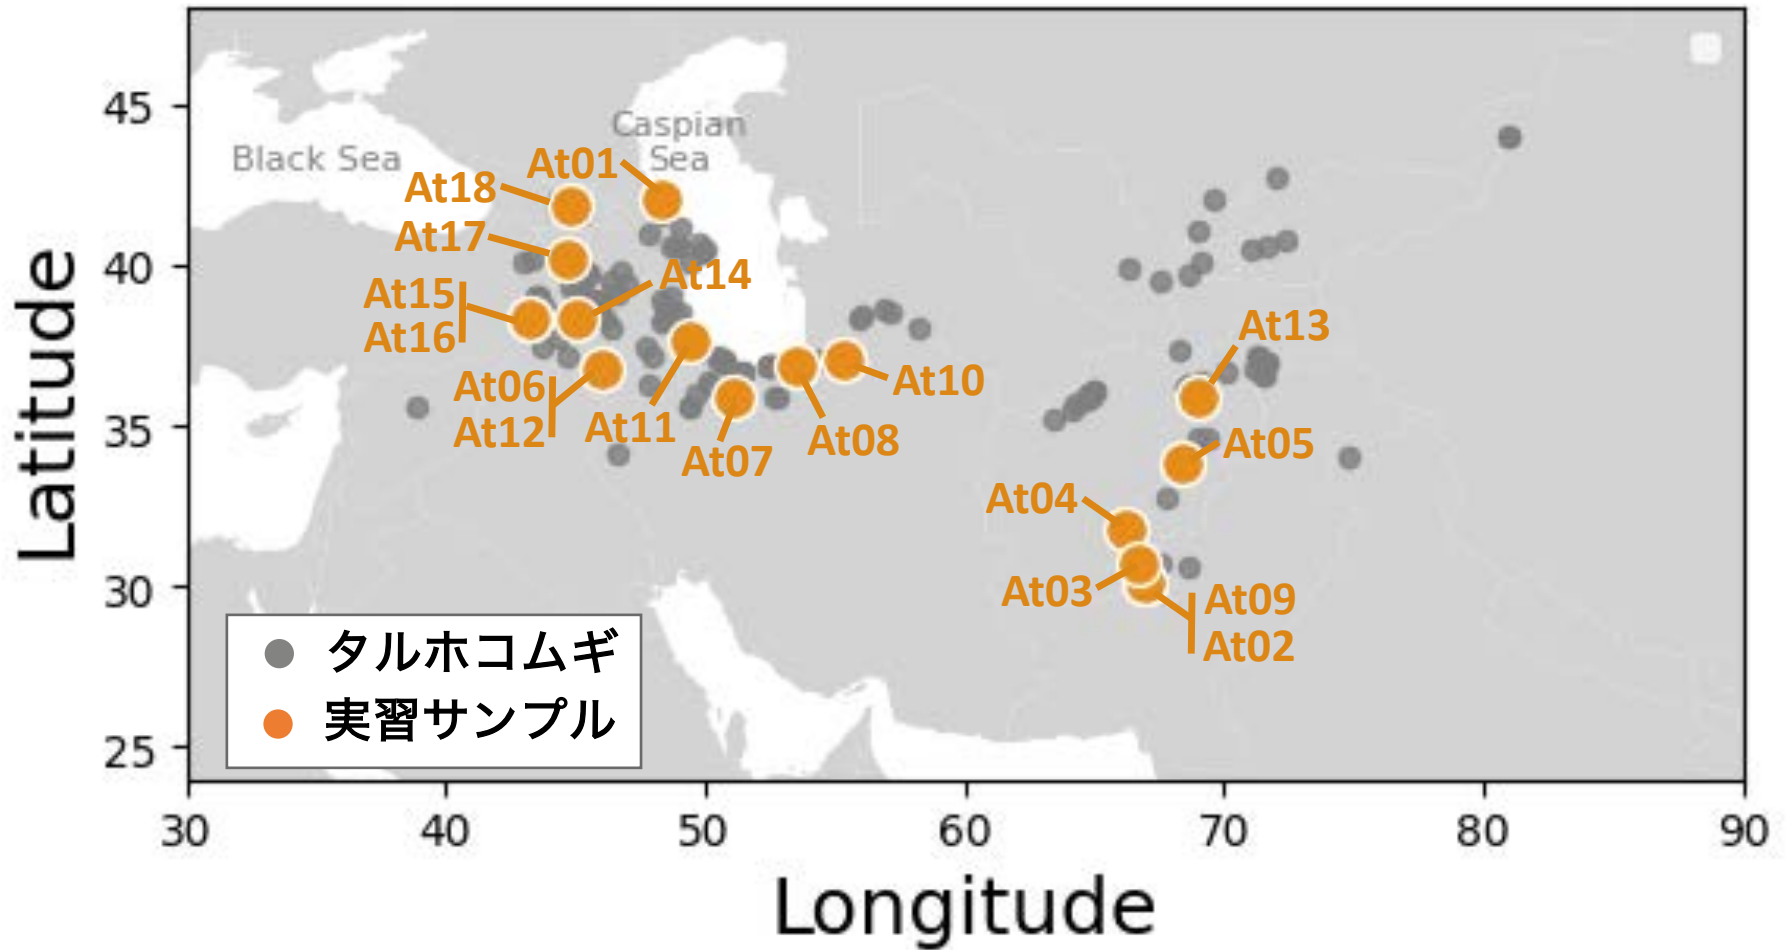 45
40
35
30
25
Latitude
Black Sea
Caspian
Sea
At01
At18
At17
At14
At15
At16
At06
At12
At11
At07
At08
At10
At13
At05
At04
At03
At09
At02
タルホコムギ
実習サンプル
30
40
50
60
70
80
90
Longitude